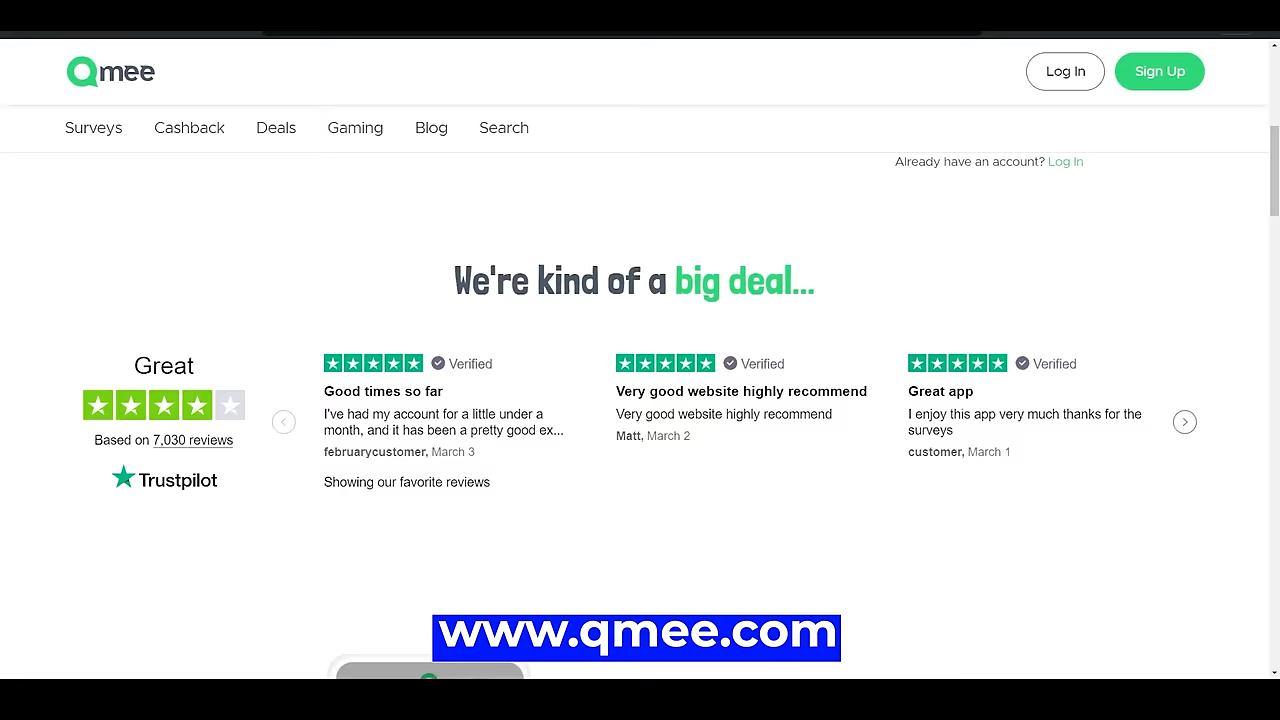 Qmee
Log In
Sign Up
Surveys
Cashback
Deals
Gaming
Blog
Search
Already have an account? Log In
We're kind of a big deal...
Great
Based on 7,030 reviews
Trustpilot
Verified
Good times so far
I've had my account for a little under a
month, and it has been a pretty good ex...
februarycustomer, March 3
Showing our favorite reviews
Verified
Very good website highly recommend
Very good website highly recommend
Matt, March 2
Verified
Great app
I enjoy this app very much thanks for the
surveys
customer, March 1
www.qmee.com